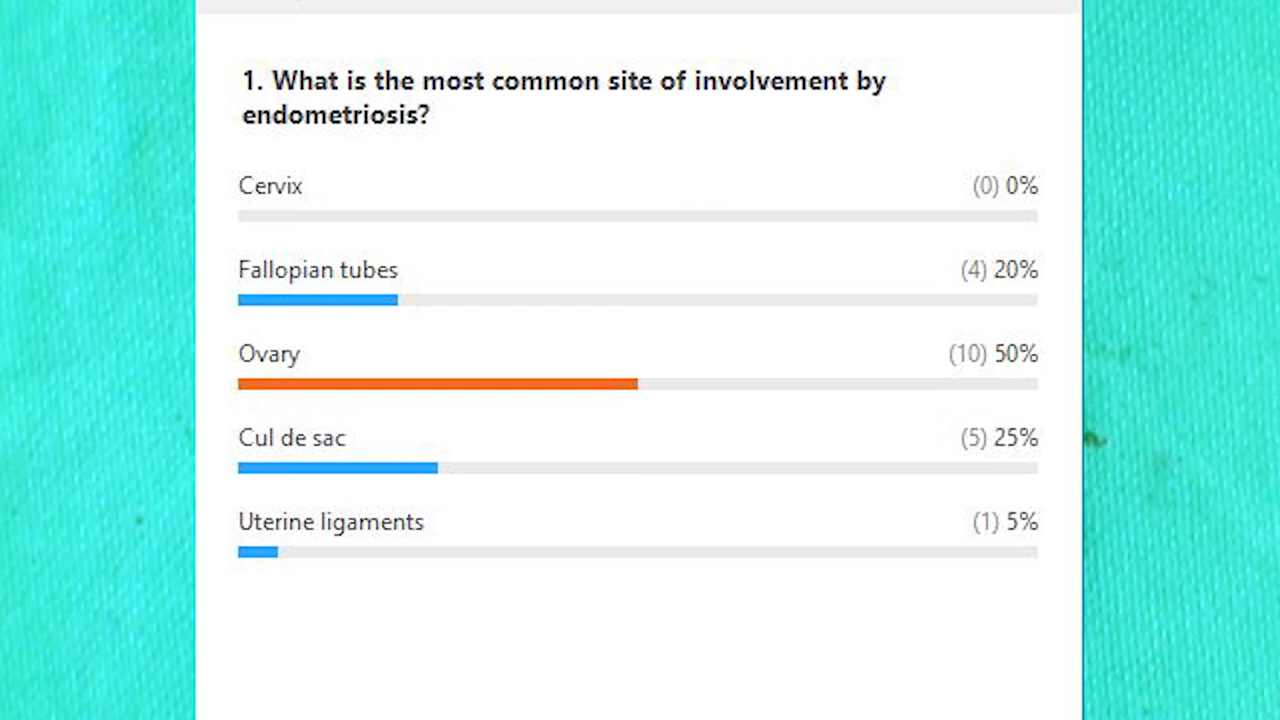 1. What is the most common site of involvement by
endometriosis?
Cervix (0) 0%
Fallopian tubes (4) 20%
Ovary (10) 50%
Cul de sac (5) 25%
Uterine ligaments (1) 5%